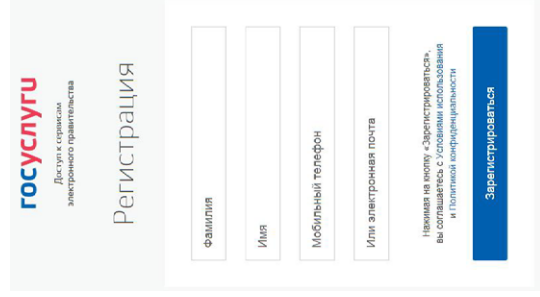 госуслуги
Доступ к сервисам
электронного правительства
Регистрация
Фамилия
Имя
Мобильный телефон
Или электронная почта
Нажимая на кнопку «Зарегистрироваться»,
вы соглашаетесь с Условиями использования
и Политикой конфиденциальности
Зарегистрироваться